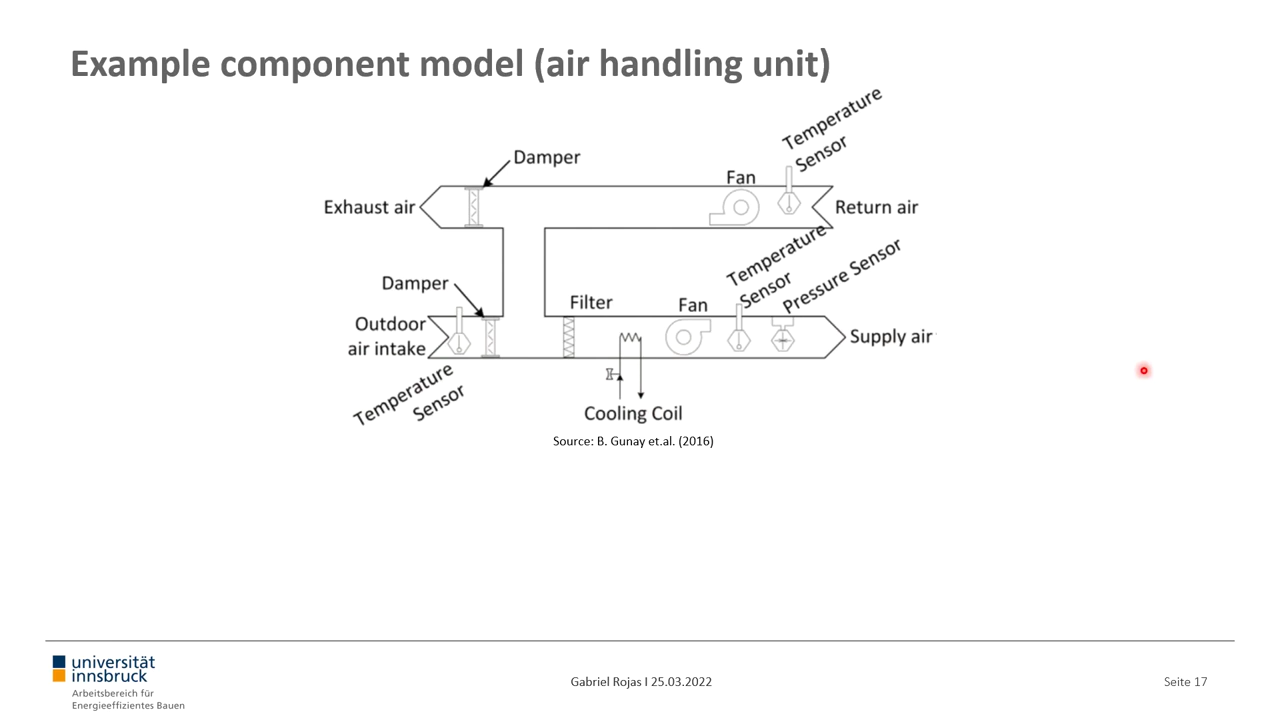 Example component model (air handling unit)
Temperature
Sensor
Damper
Fan
Exhaust air
Return air
Temperature
Sensor
Pressure Sensor
Damper
Filter
Fan
Outdoor
air intake
Supply air
Temperature
Sensor
Cooling Coil
Source: B. Gunay et.al. (2016)
universität
innsbruck
Arbeitsbereich für
Energieeffizientes Bauen
Gabriel Rojas I 25.03.2022
Seite 17